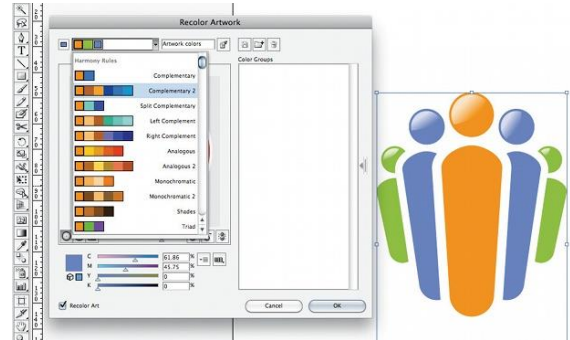 Recolor Artwork
Artwork colors
Harmony Rules
Color Groups
Complementary
Complementary 2
Split Complementary
Left Complement
Right Complement
Analogous
Analogous 2
Monochromatic
Monochromatic 2
Shades
Triad
C 61.86 %
M 45.75 %
Y 0 %
K 0 %
Recolor Art
Cancel
OK